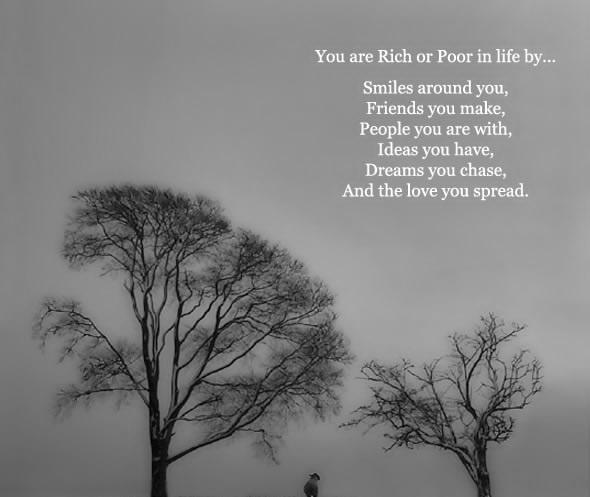 You are Rich or Poor in life by...
Smiles around you,
Friends you make,
People you are with,
Ideas you have,
Dreams you chase,
And the love you spread.